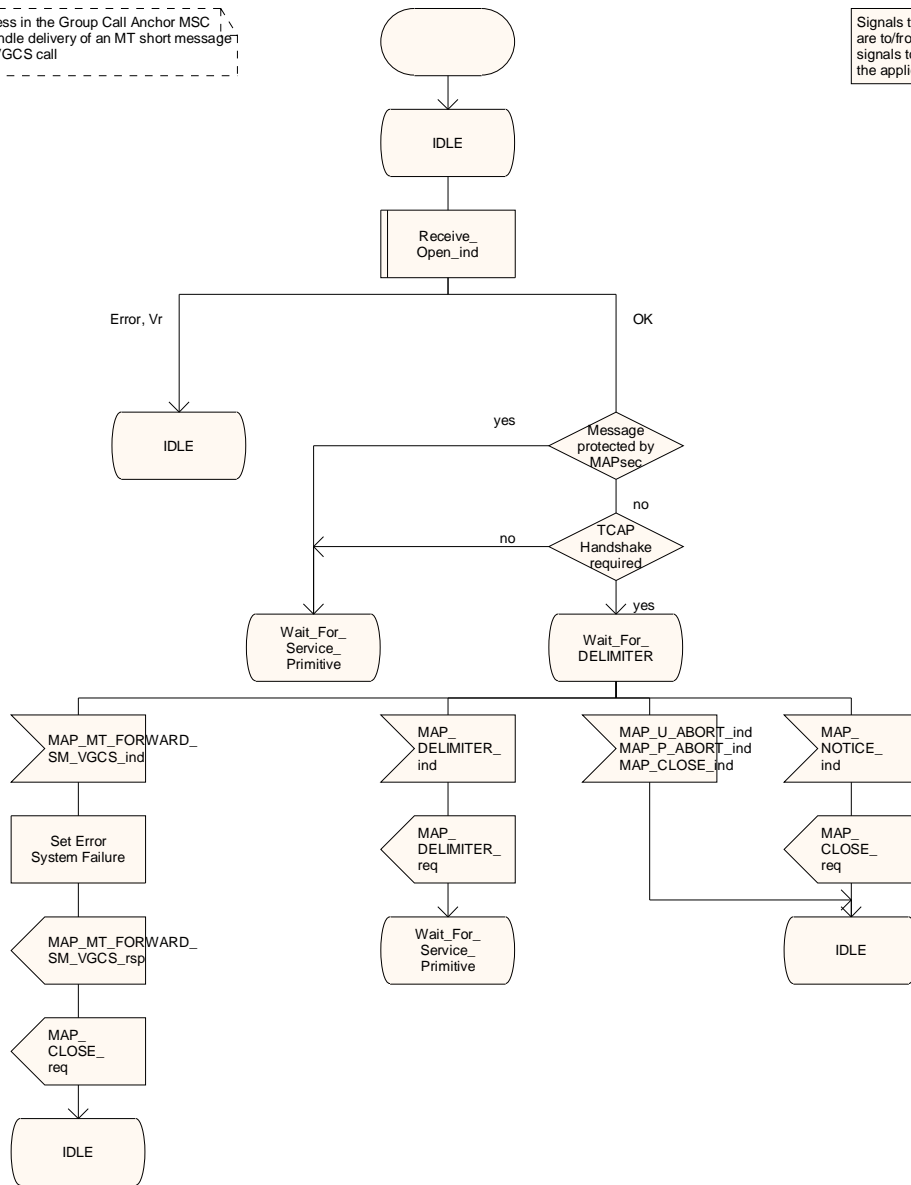 ess in the Group Call Anchor MSC
ndle delivery of an MT short message
VGCS call
Signals t
are to/fro
signals to
the appli
IDLE
Receive_
Open_ind
Error, Vr
OK
IDLE
yes
Message
protected by
MAPsec
no
no
TCAP
Handshake
required
yes
Wait_For_
Service_
Primitive
Wait_For_
DELIMITER
MAP_MT_FORWARD_
SM_VGCS_ind
MAP_
DELIMITER_
ind
MAP_U_ABORT_ind
MAP_P_ABORT_ind
MAP_CLOSE_ind
MAP_
NOTICE_
ind
Set Error
System Failure
MAP_
DELIMITER_
req
MAP_
CLOSE_
req
MAP_MT_FORWARD_
SM_VGCS_rsp
Wait_For_
Service_
Primitive
IDLE
MAP_
CLOSE_
req
IDLE